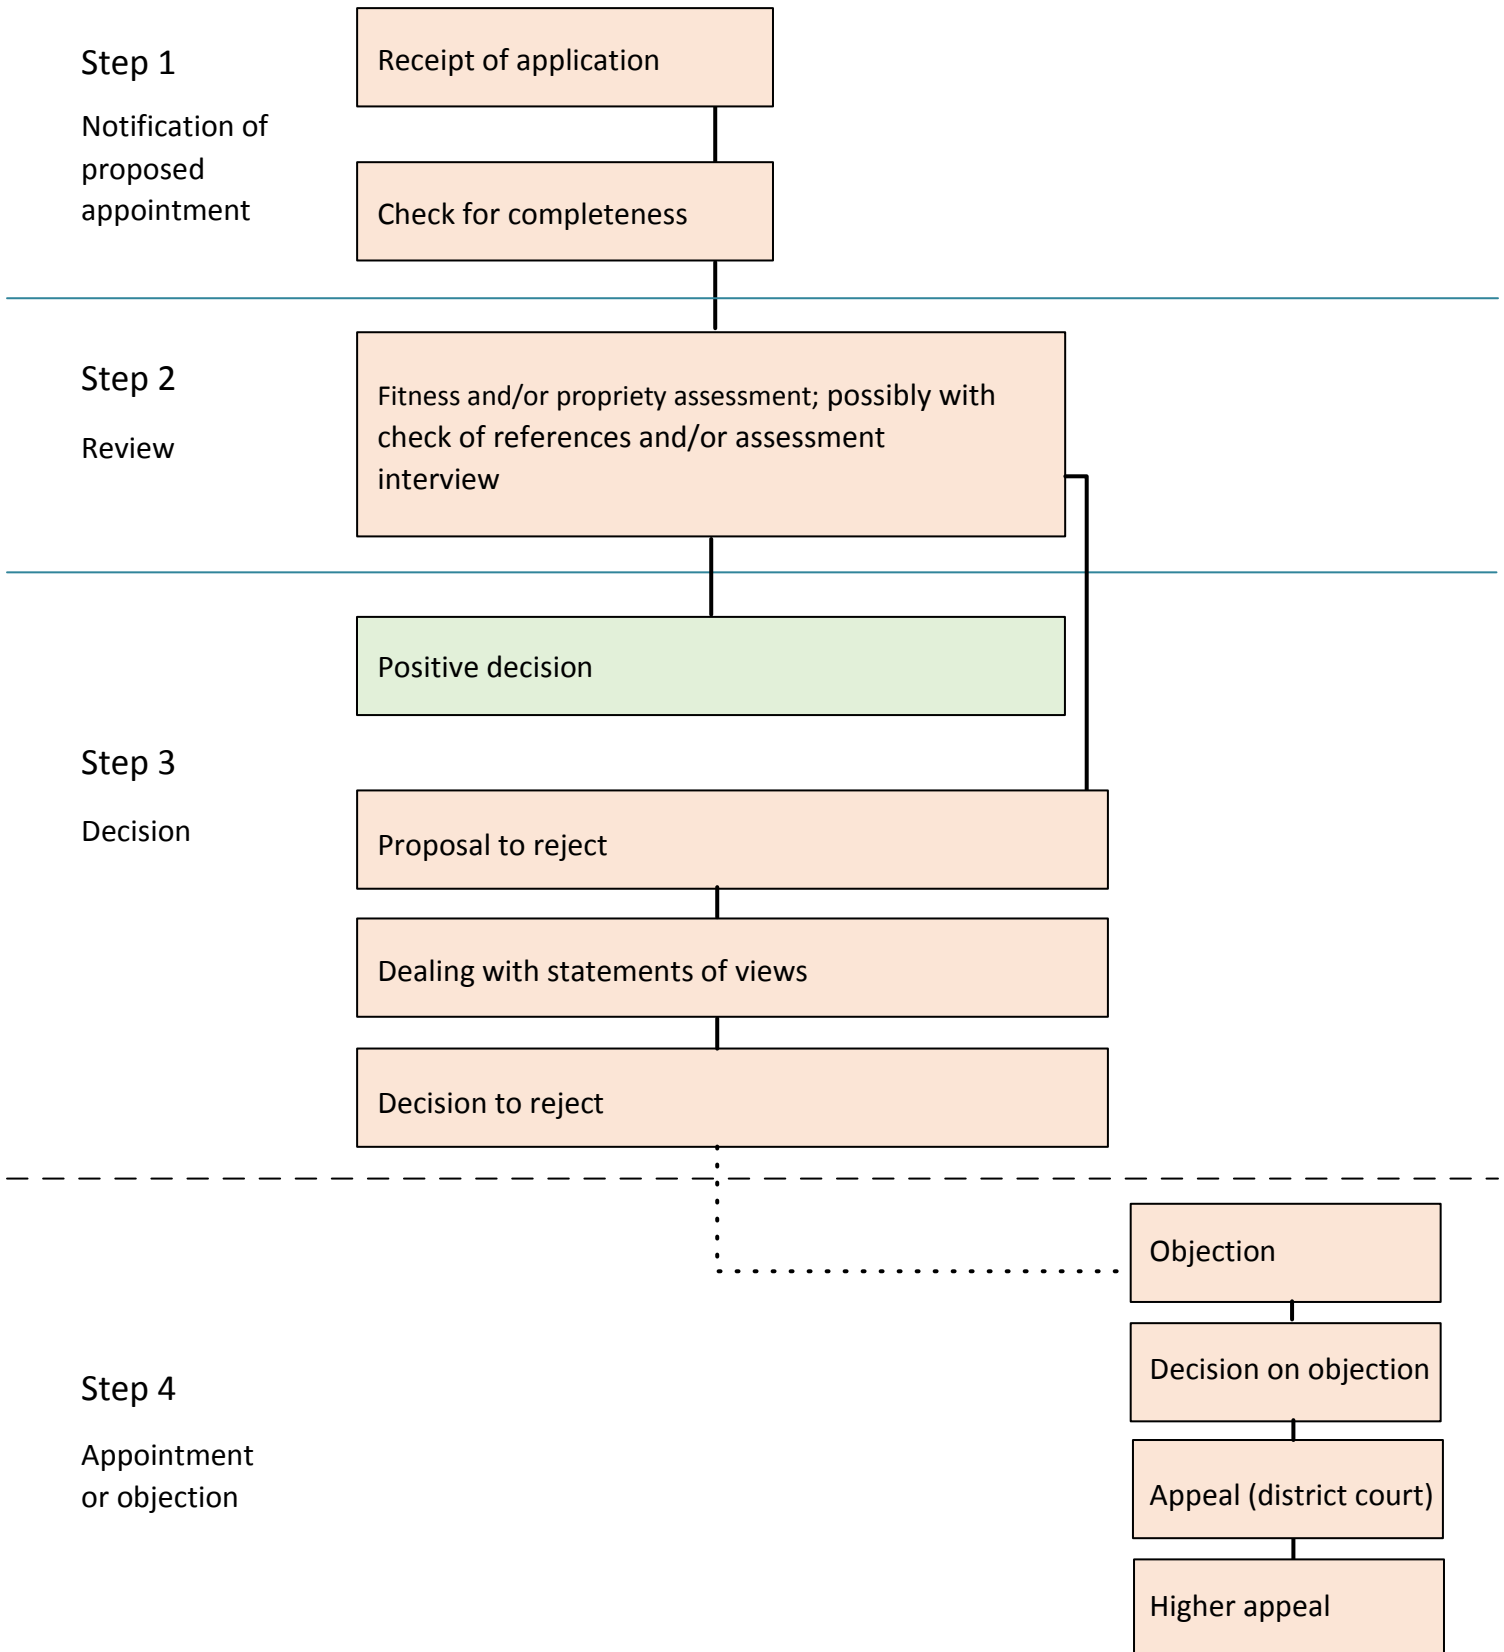 Step 1
Notification of
proposed
appointment
Receipt of application
Check for completeness
Step 2
Review
Fitness and/or propriety assessment; possibly with
check of references and/or assessment
interview
Step 3
Decision
Positive decision
Proposal to reject
Dealing with statements of views
Decision to reject
Step 4
Appointment
or objection
Objection
Decision on objection
Appeal (district court)
Higher appeal